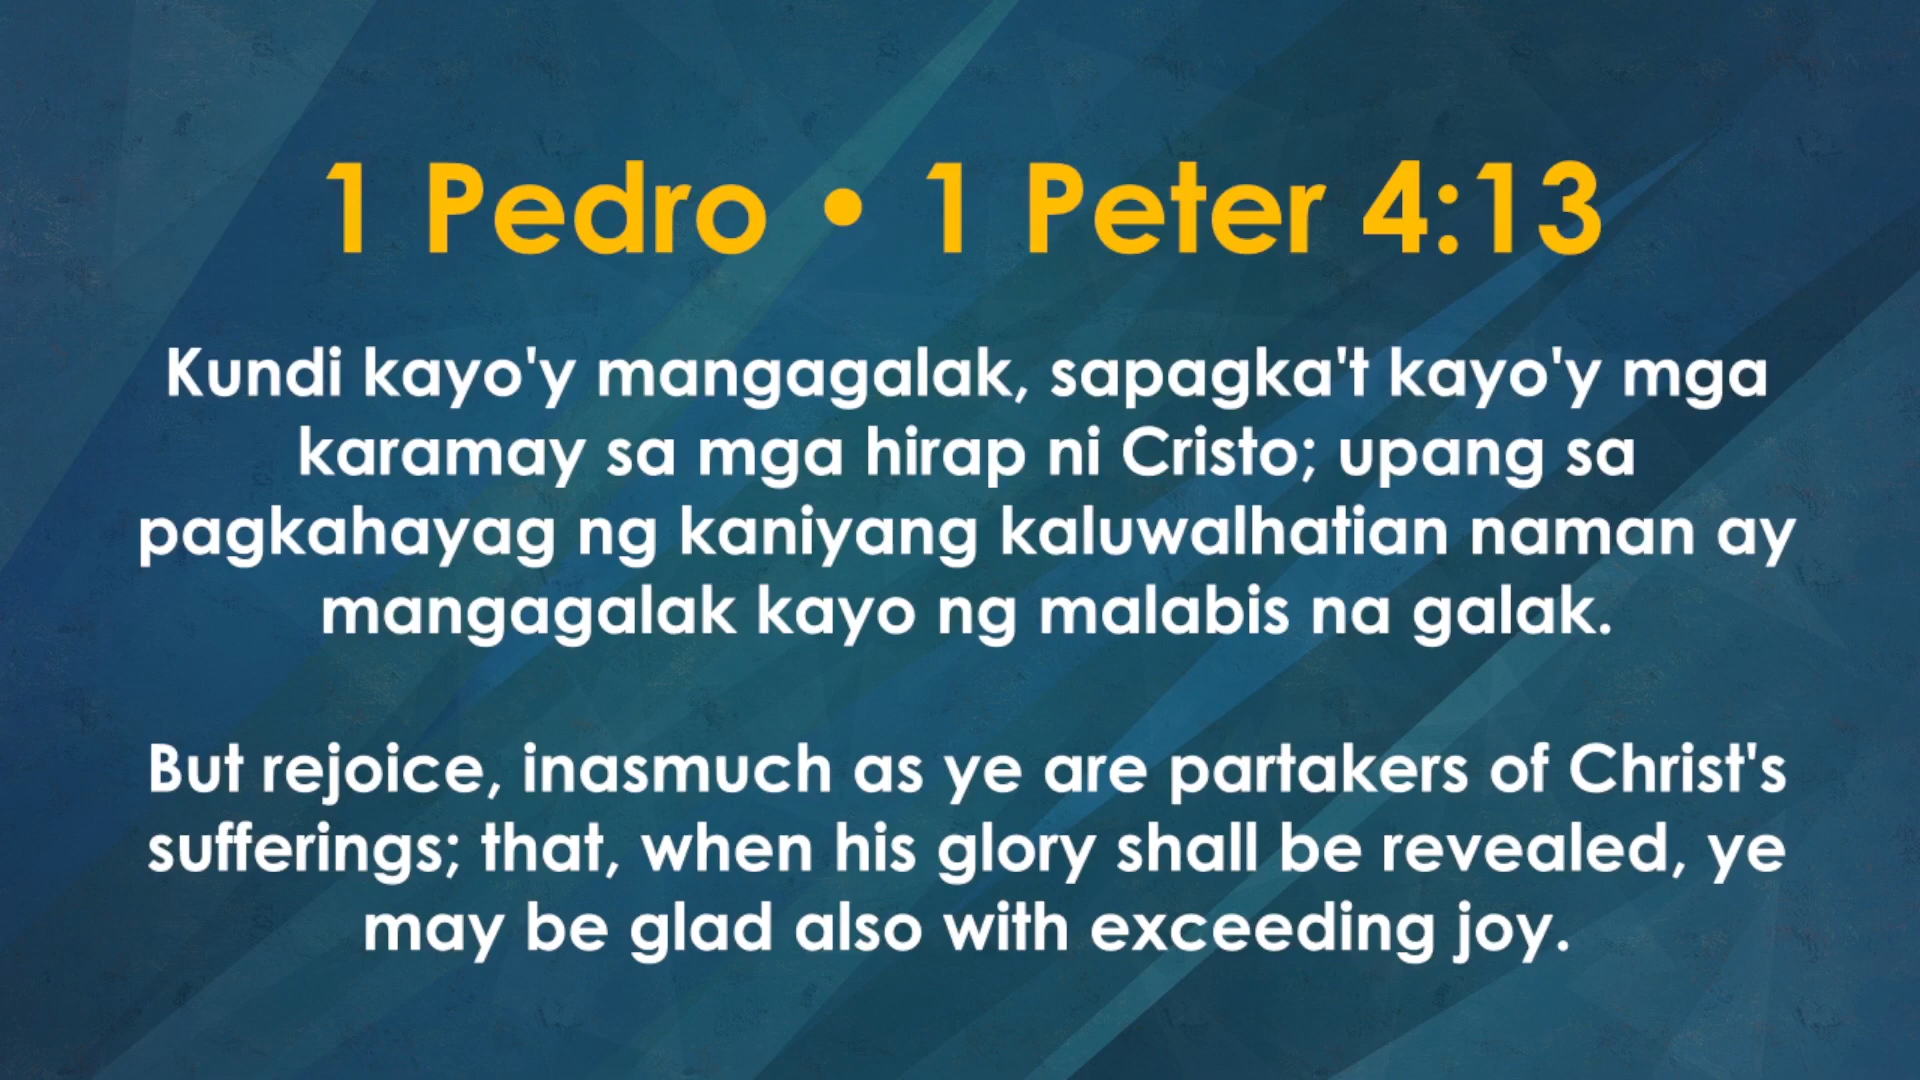 1 Pedro • 1 Peter 4:13
Kundi kayo'y mangagalak, sapagka't kayo'y mga
karamay sa mga hirap ni Cristo; upang sa
pagkahayag ng kaniyang kaluwalhatian naman ay
mangagalak kayo ng malabis na galak.
But rejoice, inasmuch as ye are partakers of Christ's
sufferings; that, when his glory shall be revealed, ye
may be glad also with exceeding joy.